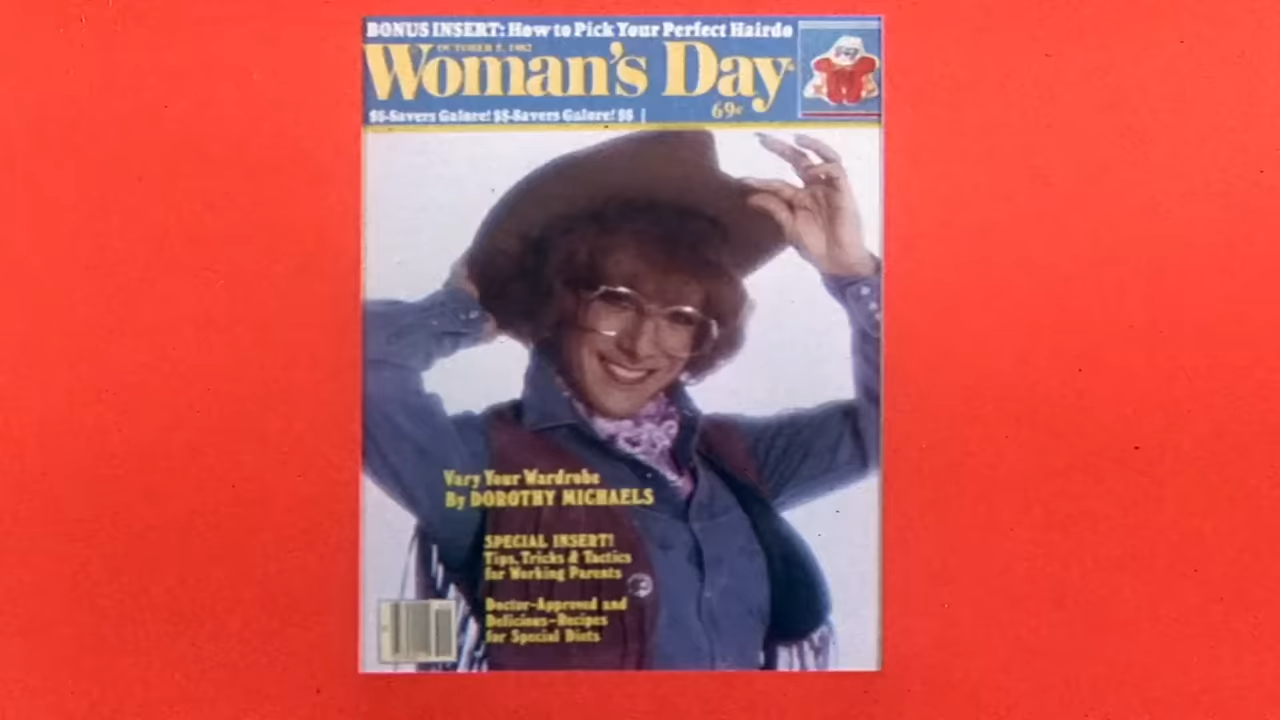 BONUS INSERT: How to Pick Your Perfect Hairdo
OCTOBER 5, 1982
Woman's Day
69¢
$$-Savers Galore! $$-Savers Galore! $$
Vary Your Wardrobe
By DOROTHY MICHAELS
SPECIAL INSERT!
Tips, Tricks & Tactics
for Working Parents
Doctor-Approved and
Delicious-Recipes
for Special Diets